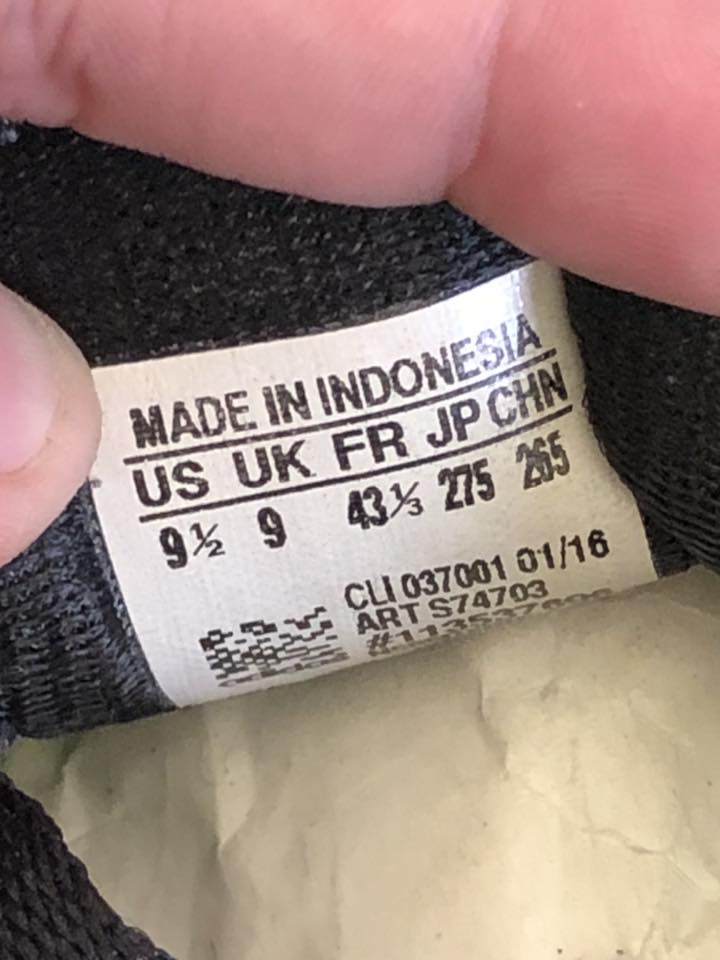 MADE IN INDONESIA
US UK FR JP CHN
9½ 9 43⅓ 275 265
CLI 037001 01/16
ART S74703
adidas